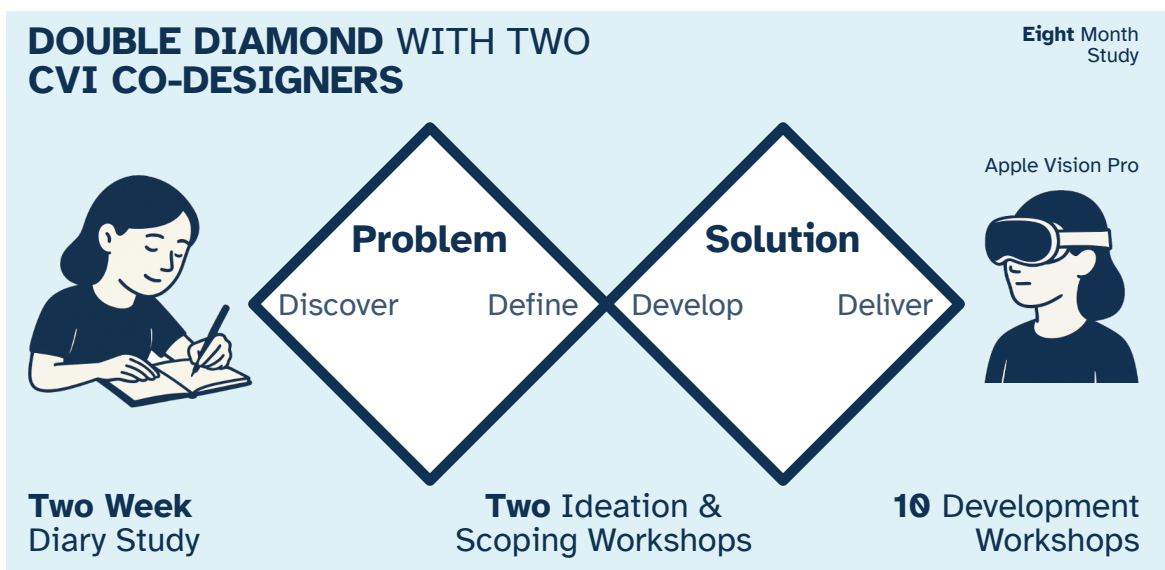 DOUBLE DIAMOND WITH TWO
CVI CO-DESIGNERS
Eight Month
Study
Apple Vision Pro
Problem
Solution
Discover
Define
Develop
Deliver
Two Week
Diary Study
Two Ideation &
Scoping Workshops
10 Development
Workshops